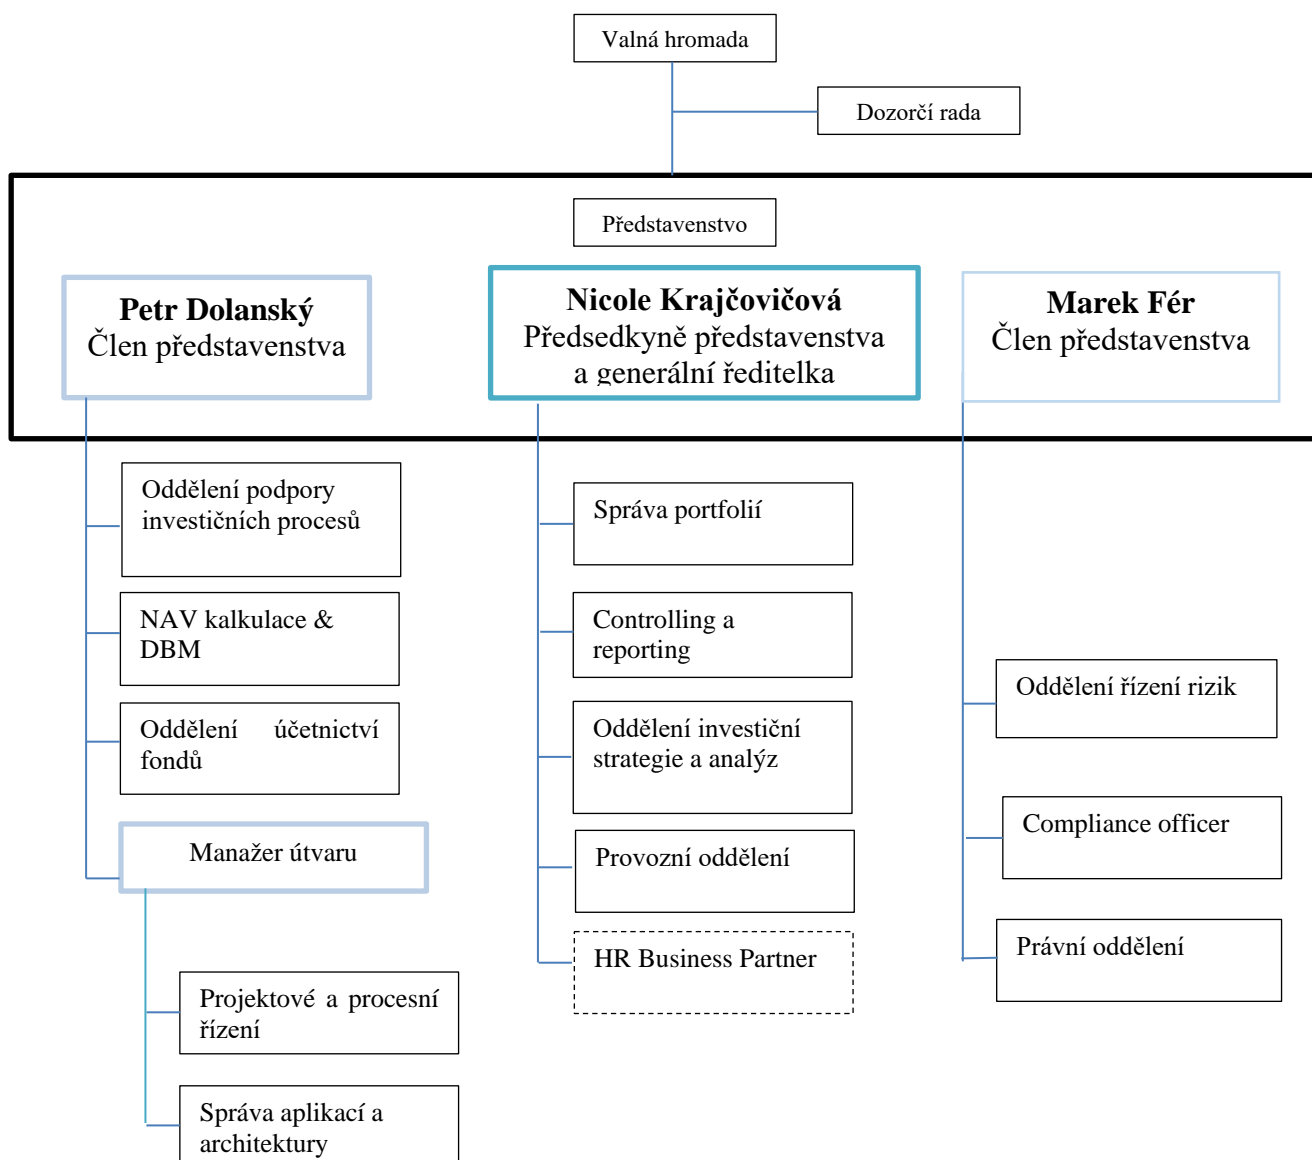 Valná hromada
Dozorčí rada
Představenstvo
Petr Dolanský
Člen představenstva
Nicole Krajčovičová
Předsedkyně představenstva
a generální ředitelka
Marek Fér
Člen představenstva
Oddělení podpory
investičních procesů
NAV kalkulace &
DBM
Oddělení účetnictví
fondů
Manažer útvaru
Projektové a procesní
řízení
Správa aplikací a
architektury
Správa portfolií
Controlling a
reporting
Oddělení investiční
strategie a analýz
Provozní oddělení
HR Business Partner
Oddělení řízení rizik
Compliance officer
Právní oddělení